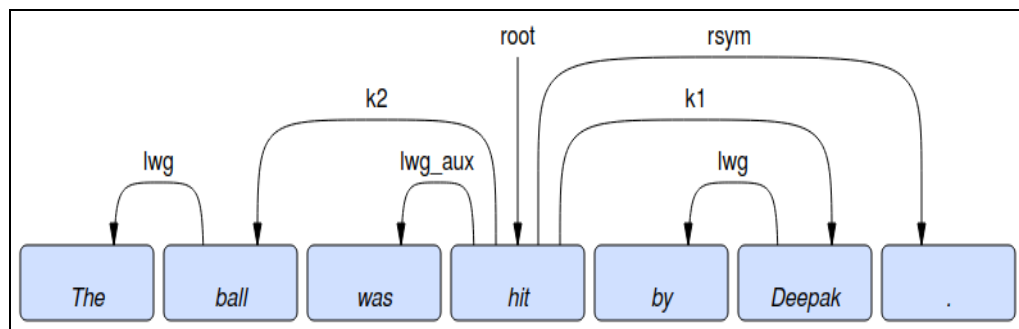 root rsym
k2 k1
lwg lwg_aux lwg
The ball was hit by Deepak .